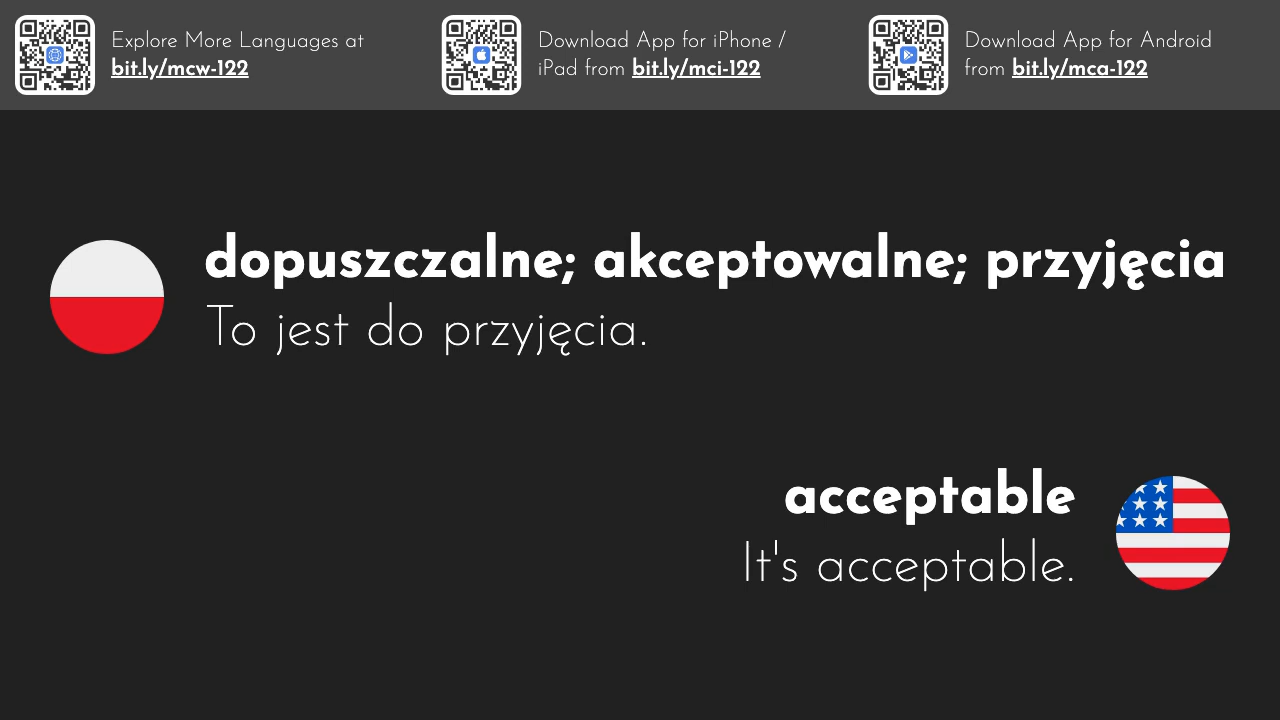 Explore More Languages at
bit.ly/mcw-122
Download App for iPhone /
iPad from bit.ly/mci-122
Download App for Android
from bit.ly/mca-122
dopuszczalne; akceptowalne; przyjęcia
To jest do przyjęcia.
acceptable
It's acceptable.